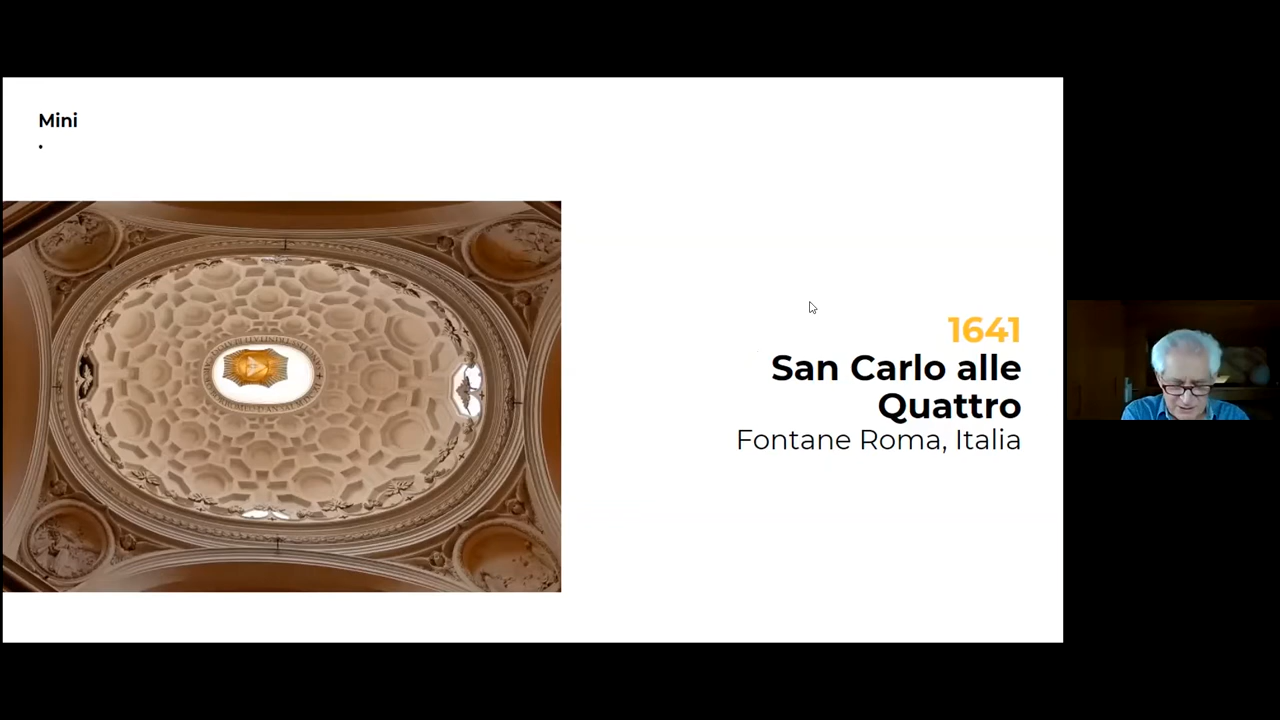 Mini
1641
San Carlo alle
Quattro
Fontane Roma, Italia